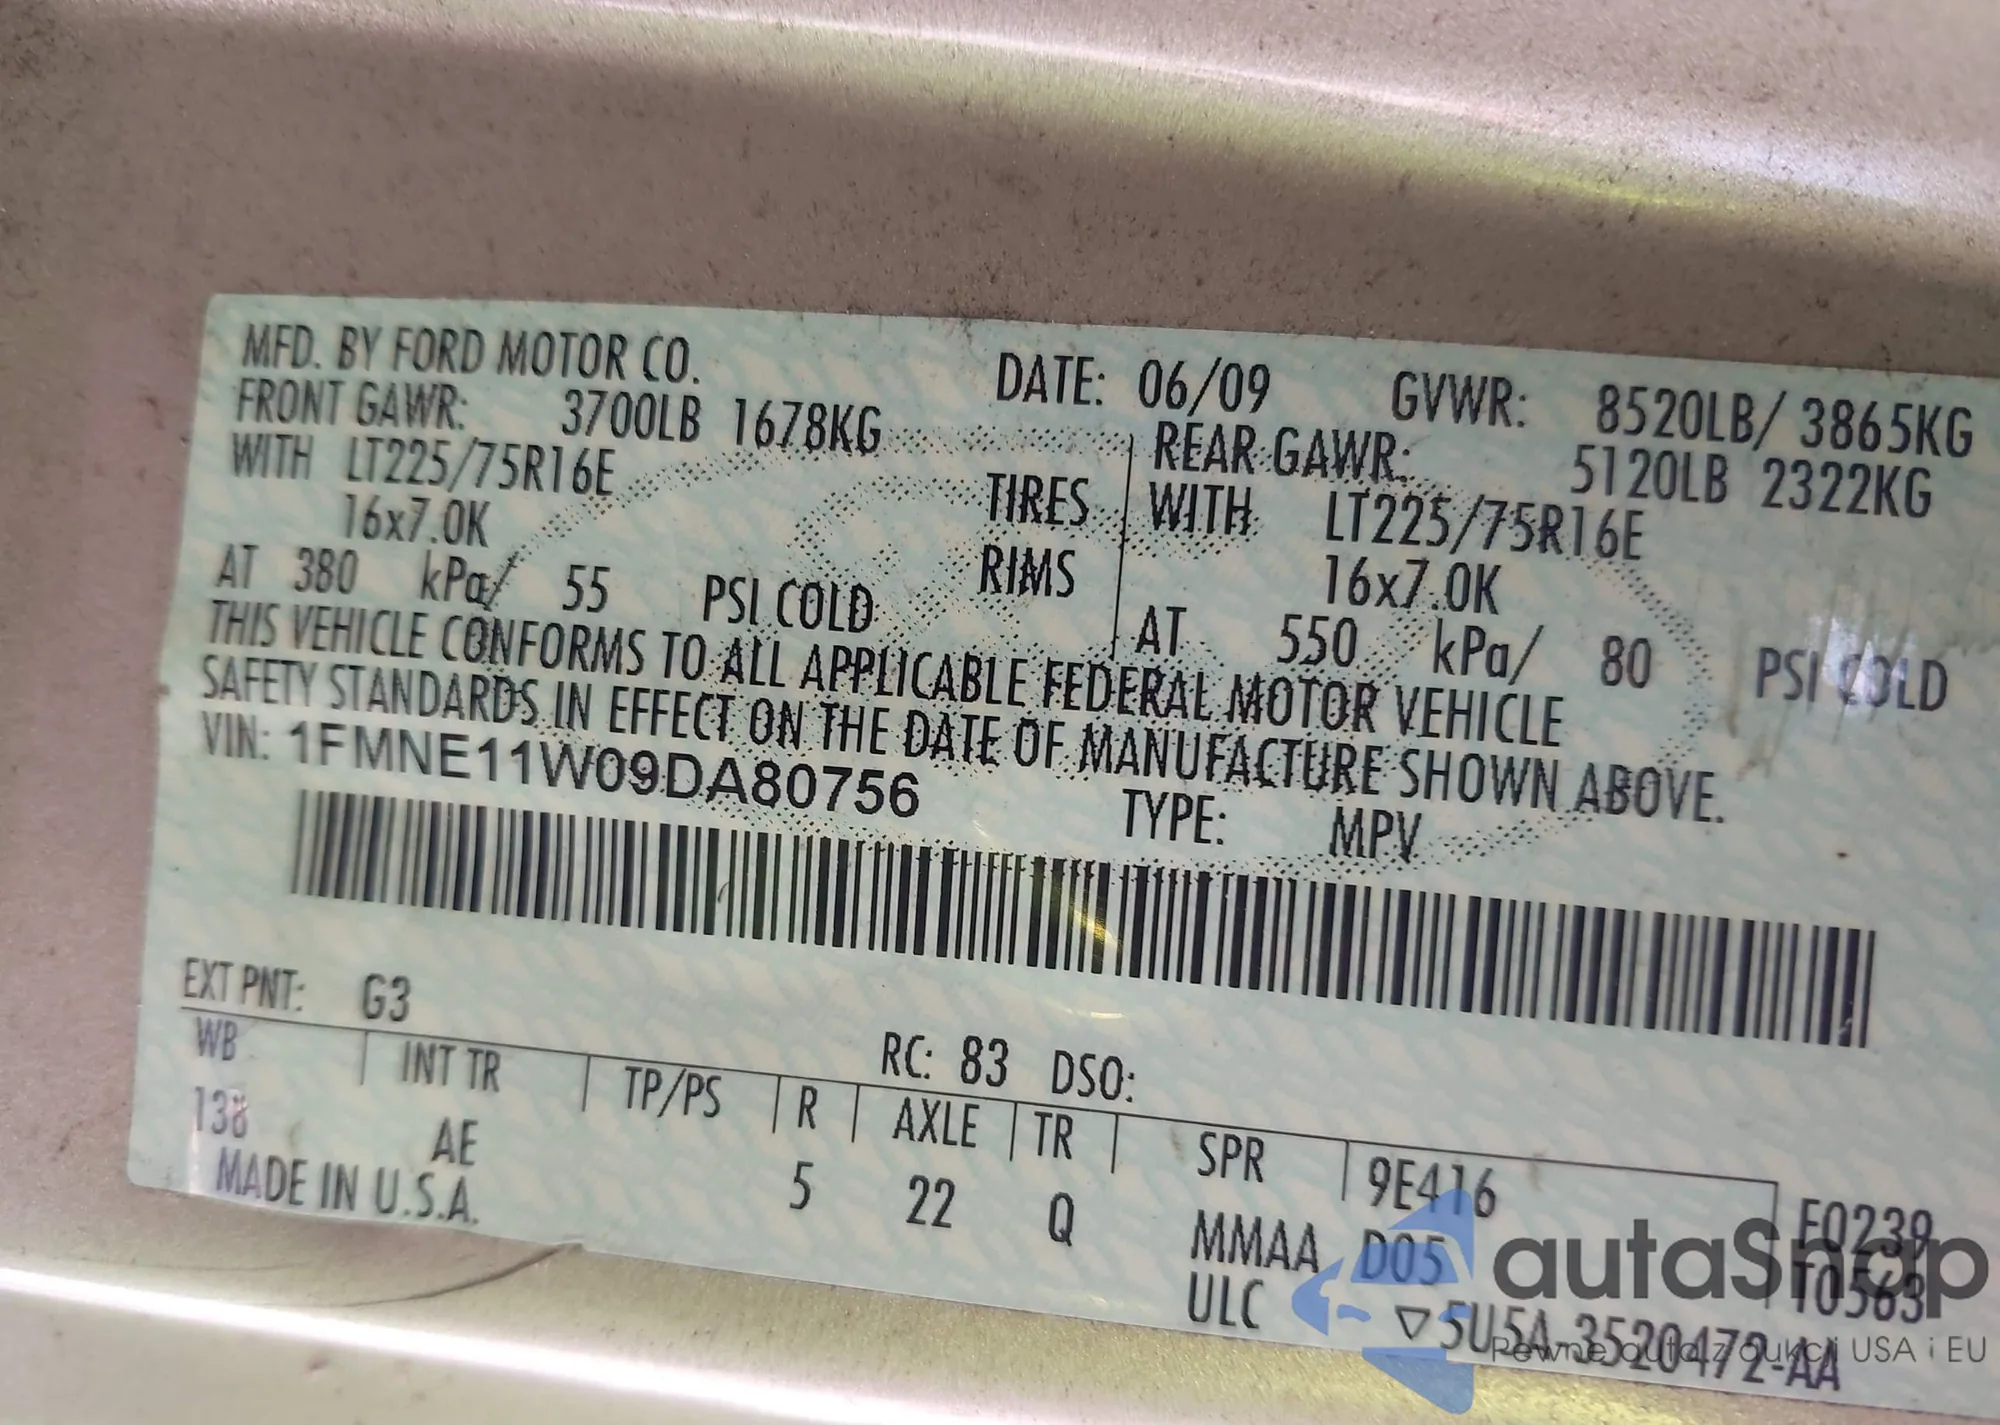 MFD. BY FORD MOTOR CO. DATE: 06/09 GVWR: 8520LB/ 3865KG
FRONT GAWR: 3700LB 1678KG REAR GAWR: 5120LB 2322KG
WITH LT225/75R16E TIRES WITH LT225/75R16E
16x7.0K RIMS 16x7.0K
AT 380 kPa/ 55 PSI COLD AT 550 kPa/ 80 PSI COLD
THIS VEHICLE CONFORMS TO ALL APPLICABLE FEDERAL MOTOR VEHICLE
SAFETY STANDARDS IN EFFECT ON THE DATE OF MANUFACTURE SHOWN ABOVE.
VIN: 1FMNE11W09DA80756 TYPE: MPV
EXT PNT: G3 RC: 83 DSO:
WB INT TR TP/PS R AXLE TR SPR 9E416
138 AE 5 22 Q MMAA D05 F0239
MADE IN U.S.A. ULC T0563
▽5U5A-3520472-AA
autaSnap
Pewne auta z aukcji USA i EU